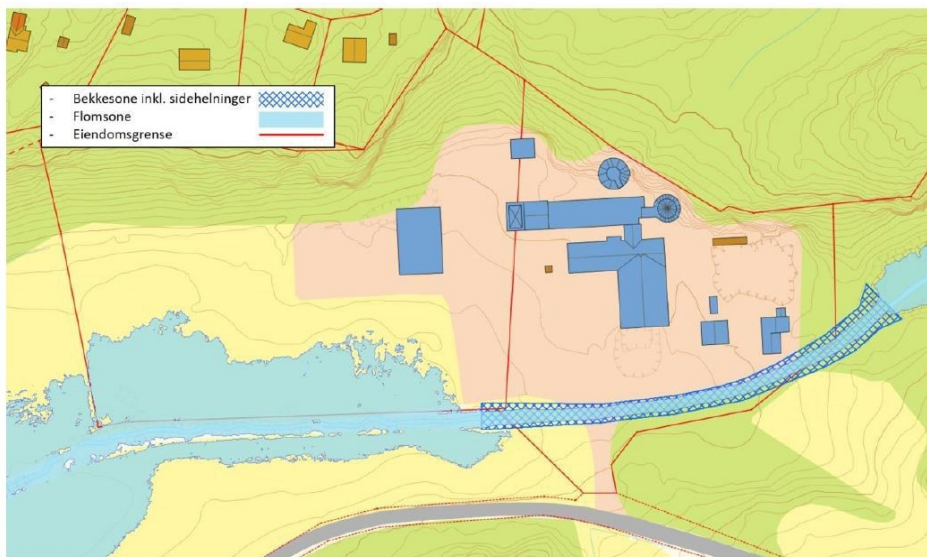 - Bekkesone inkl. sidehelninger
- Flomsone
- Eiendomsgrense